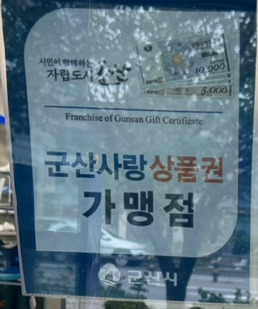 시민이 함께하는
자립도시 군산
10,000
5,000
Franchise of Gunsan Gift Certificate
군산사랑상품권
가맹점
군산시